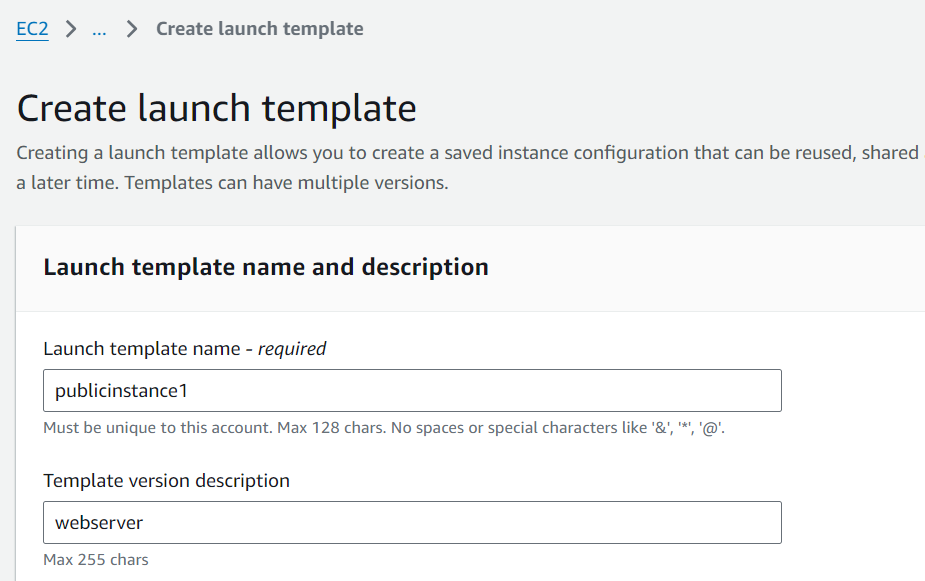 EC2 > ... > Create launch template
Create launch template
Creating a launch template allows you to create a saved instance configuration that can be reused, shared
a later time. Templates can have multiple versions.
Launch template name and description
Launch template name - required
publicinstance1
Must be unique to this account. Max 128 chars. No spaces or special characters like '&', '*', '@'.
Template version description
webserver
Max 255 chars